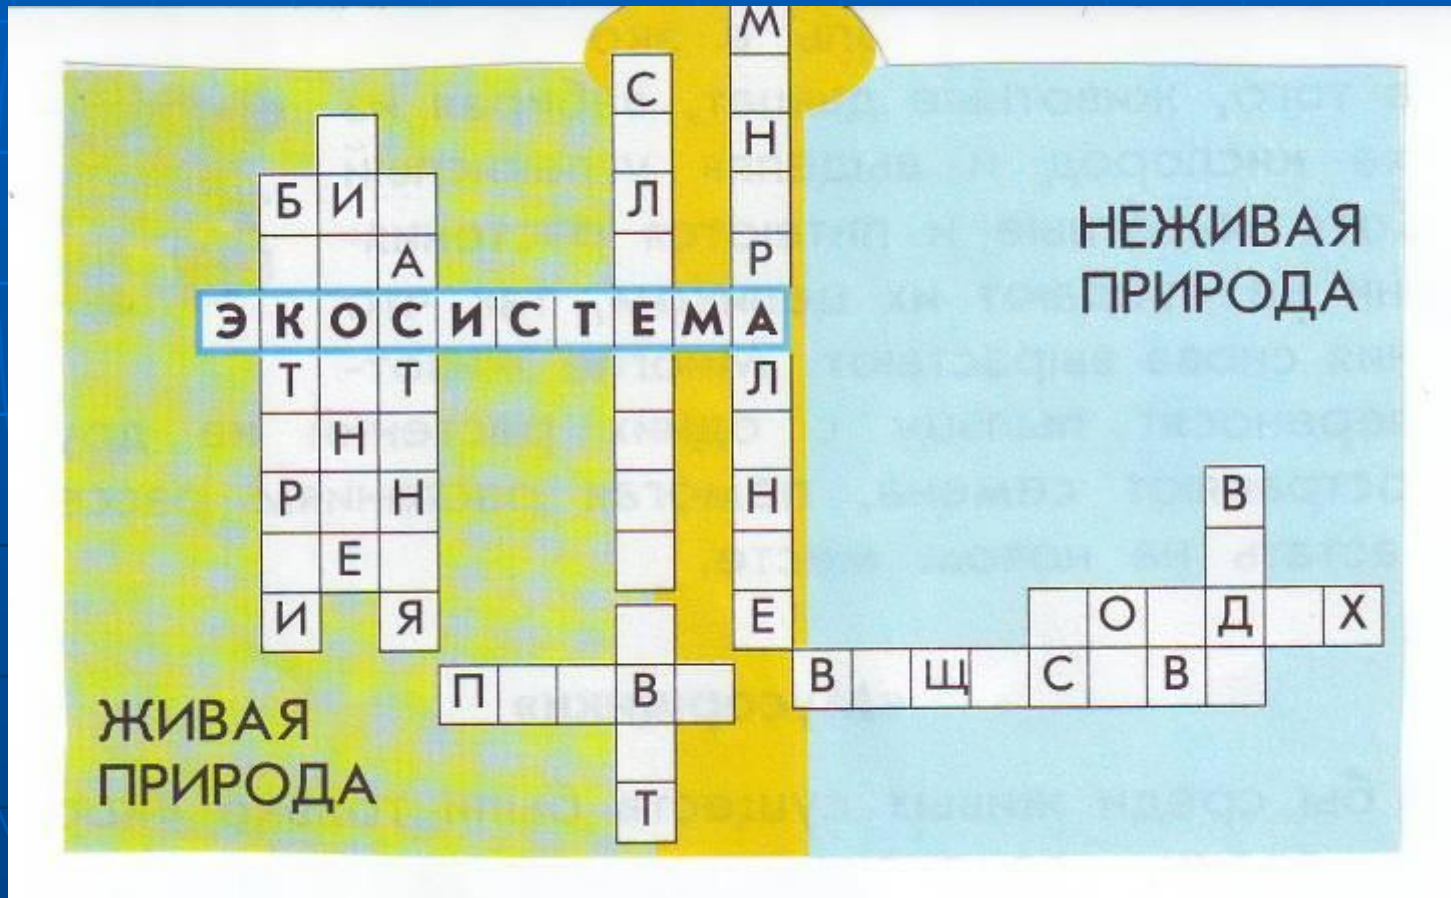 М
С
Н
Б И Л
НЕЖИВАЯ
А Р
ПРИРОДА
ЭКОСИСТЕМА
Т Т Л
Н
Р Н Н В
Е
И Я Е О Д Х
П В В Щ С В
ЖИВАЯ
ПРИРОДА
Т